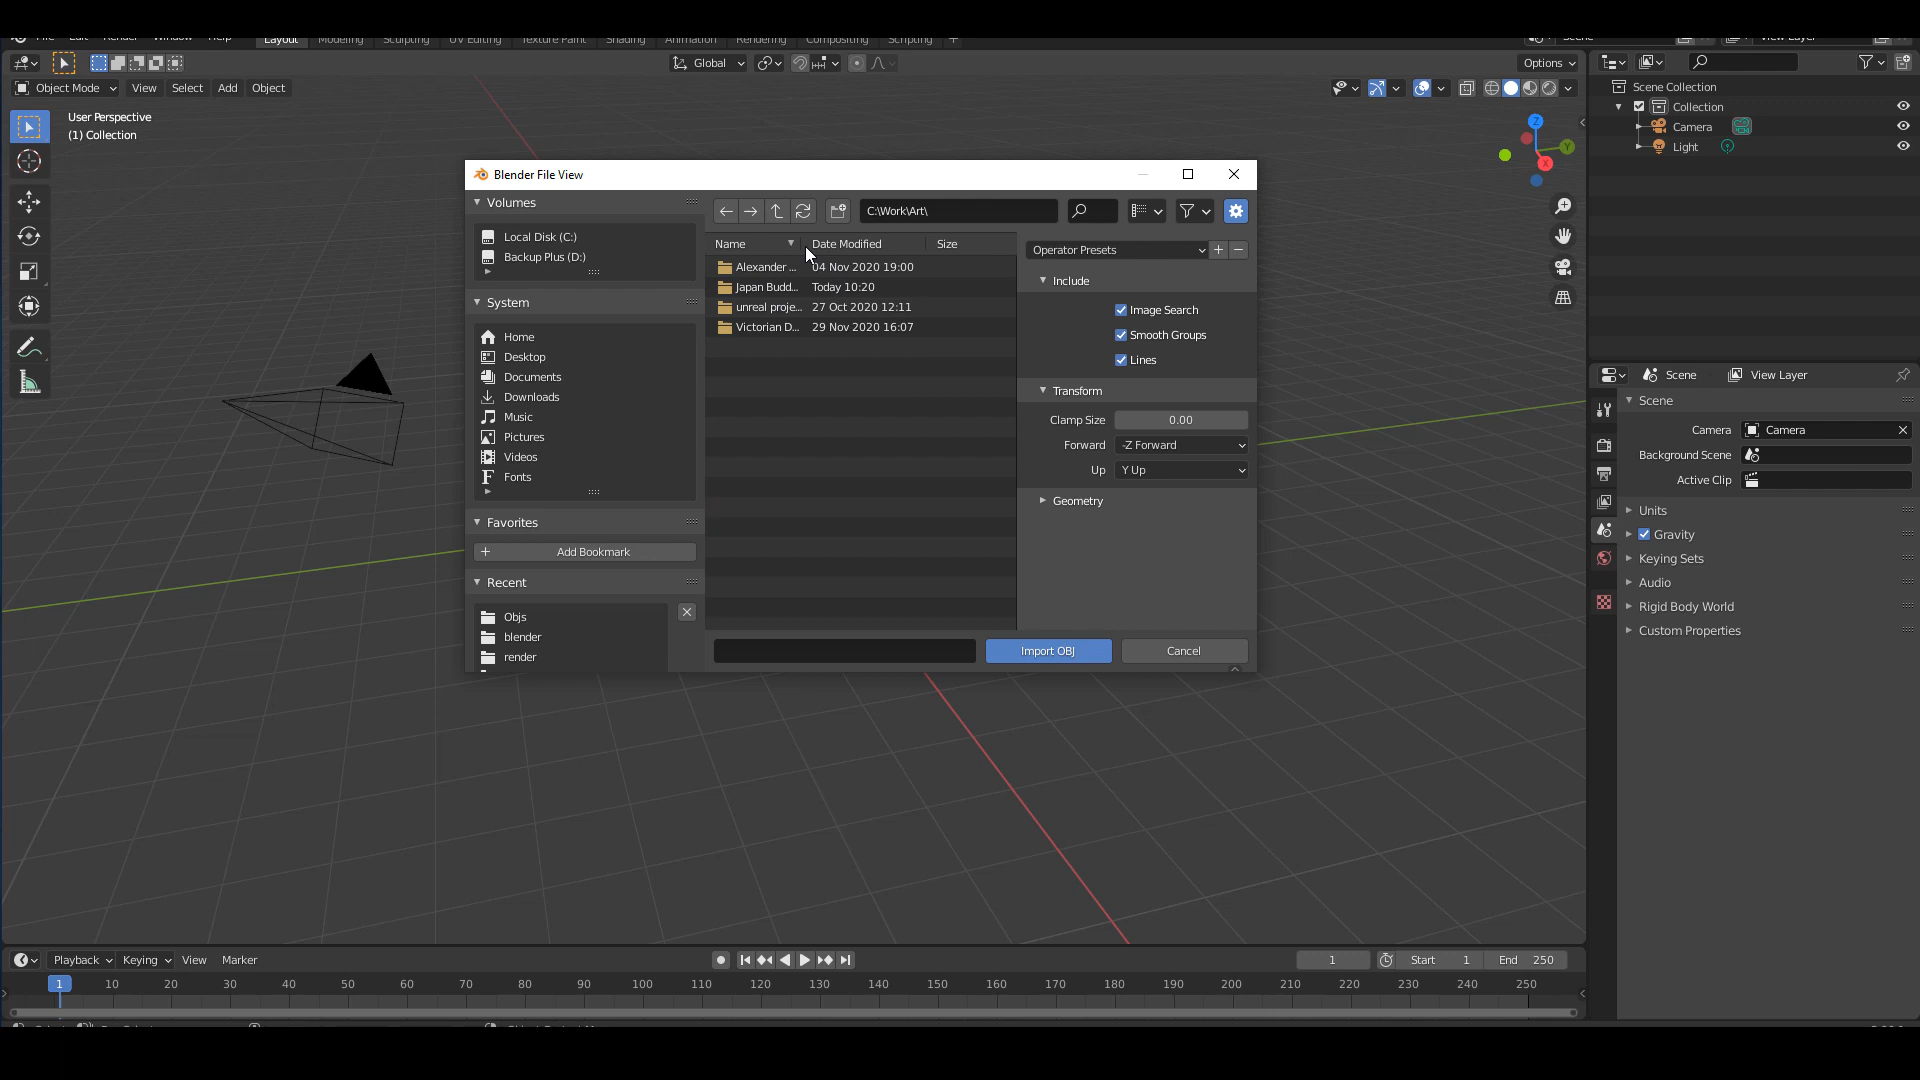 Layout Modeling Sculpting UV Editing Texture Paint Shading Animation Rendering Compositing Scripting
Global
Options
Object Mode View Select Add Object
User Perspective
(1) Collection
Z
Y
X
Scene Collection
Collection
Camera
Light
Blender File View
Volumes
Local Disk (C:)
Backup Plus (D:)
System
Home
Desktop
Documents
Downloads
Music
Pictures
Videos
Fonts
Favorites
Add Bookmark
Recent
Objs
blender
render
C:\Work\Art\
Name Date Modified Size
Alexander ... 04 Nov 2020 19:00
Japan Budd... Today 10:20
unreal proje... 27 Oct 2020 12:11
Victorian D... 29 Nov 2020 16:07
Operator Presets
Include
Image Search
Smooth Groups
Lines
Transform
Clamp Size 0.00
Forward -Z Forward
Up Y Up
Geometry
Import OBJ Cancel
Scene View Layer
Scene
Camera Camera
Background Scene
Active Clip
Units
Gravity
Keying Sets
Audio
Rigid Body World
Custom Properties
Playback Keying View Marker
1 Start 1 End 250
1 10 20 30 40 50 60 70 80 90 100 110 120 130 140 150 160 170 180 190 200 210 220 230 240 250